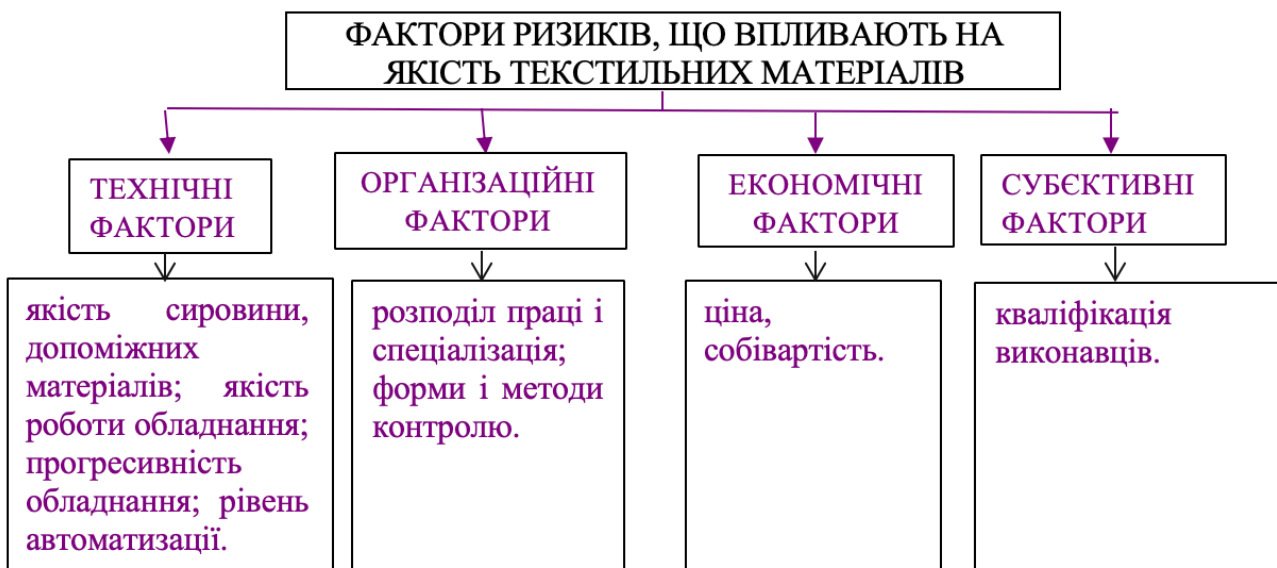 ФАКТОРИ РИЗИКІВ, ЩО ВПЛИВАЮТЬ НА
ЯКІСТЬ ТЕКСТИЛЬНИХ МАТЕРІАЛІВ
ТЕХНІЧНІ
ФАКТОРИ
ОРГАНІЗАЦІЙНІ
ФАКТОРИ
ЕКОНОМІЧНІ
ФАКТОРИ
СУБЄКТИВНІ
ФАКТОРИ
якість сировини,
допоміжних
матеріалів; якість
роботи обладнання;
прогресивність
обладнання; рівень
автоматизації.
розподіл праці і
спеціалізація;
форми і методи
контролю.
ціна,
собівартість.
кваліфікація
виконавців.